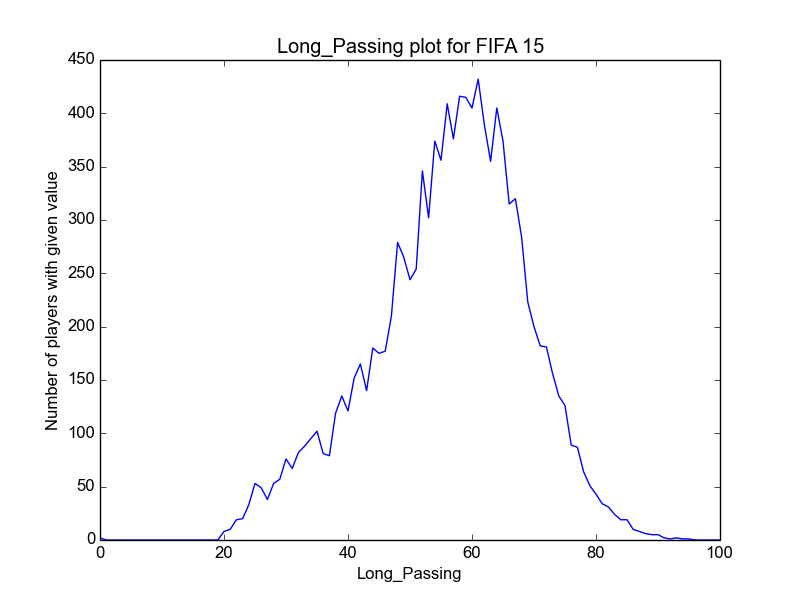 Long_Passing plot for FIFA 15
450
400
350
300
250
200
150
100
50
0
Number of players with given value
0 20 40 60 80 100
Long_Passing